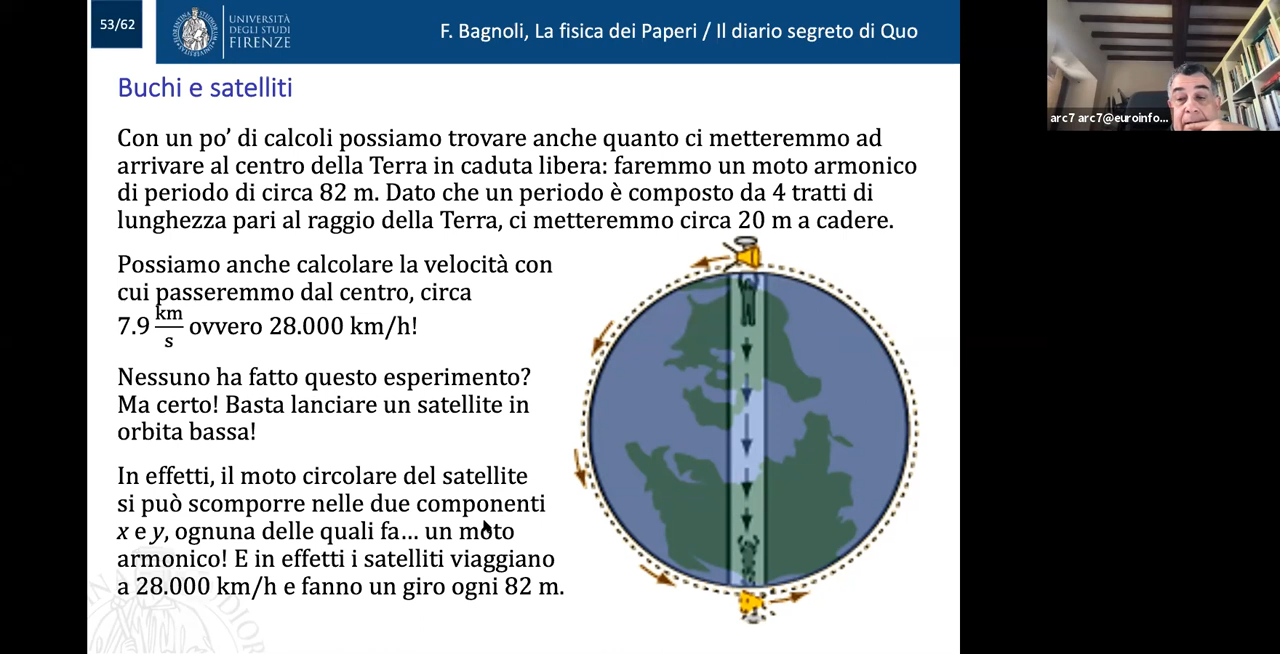 53/62
UNIVERSITÀ
DEGLI STUDI
FIRENZE
F. Bagnoli, La fisica dei Paperi / Il diario segreto di Quo
arc7 arc7@euroinfo...
Buchi e satelliti
Con un po’ di calcoli possiamo trovare anche quanto ci metteremmo ad
arrivare al centro della Terra in caduta libera: faremmo un moto armonico
di periodo di circa 82 m. Dato che un periodo è composto da 4 tratti di
lunghezza pari al raggio della Terra, ci metteremmo circa 20 m a cadere.
Possiamo anche calcolare la velocità con
cui passeremmo dal centro, circa
7.9 km/s ovvero 28.000 km/h!
Nessuno ha fatto questo esperimento?
Ma certo! Basta lanciare un satellite in
orbita bassa!
In effetti, il moto circolare del satellite
si può scomporre nelle due componenti
x e y, ognuna delle quali fa… un moto
armonico! E in effetti i satelliti viaggiano
a 28.000 km/h e fanno un giro ogni 82 m.